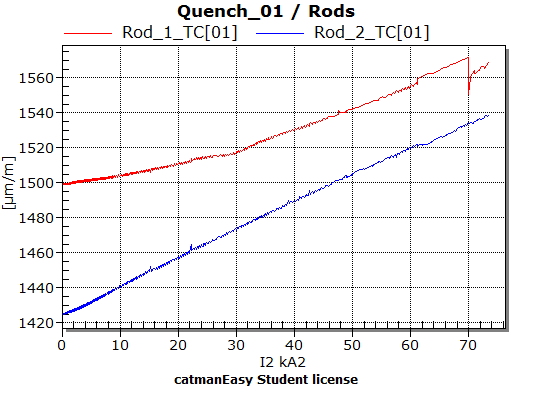 Quench_01 / Rods
Rod_1_TC[01] Rod_2_TC[01]
[µm/m]
1560
1540
1520
1500
1480
1460
1440
1420
0 10 20 30 40 50 60 70
I2 kA2
catmanEasy Student license